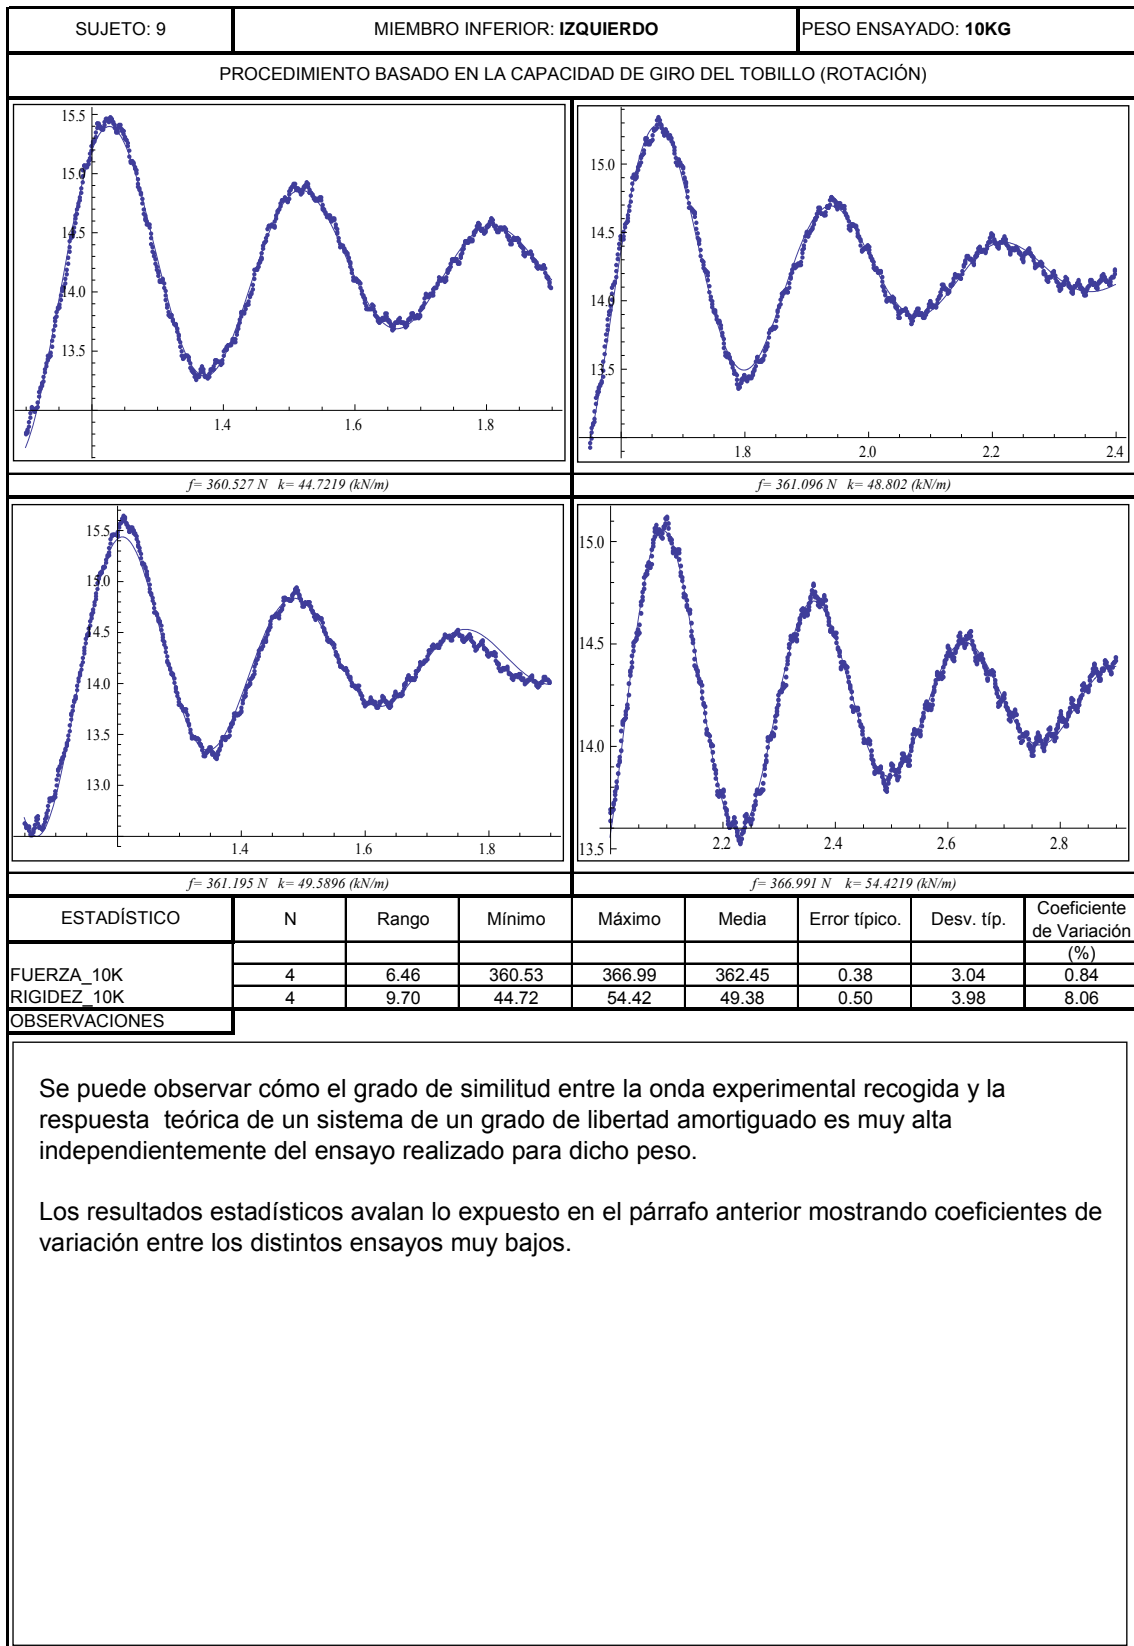 SUJETO: 9 MIEMBRO INFERIOR: IZQUIERDO PESO ENSAYADO: 10KG
PROCEDIMIENTO BASADO EN LA CAPACIDAD DE GIRO DEL TOBILLO (ROTACIÓN)
15.5
15.0
14.5
14.0
13.5
1.4 1.6 1.8
15.0
14.5
14.0
13.5
1.8 2.0 2.2 2.4
f= 360.527 N k= 44.7219 (kN/m) f= 361.096 N k= 48.802 (kN/m)
15.5
15.0
14.5
14.0
13.5
13.0
1.4 1.6 1.8
15.0
14.5
14.0
13.5
2.2 2.4 2.6 2.8
f= 361.195 N k= 49.5896 (kN/m) f= 366.991 N k= 54.4219 (kN/m)
ESTADÍSTICO N Rango Mínimo Máximo Media Error típico. Desv. típ. Coeficiente de Variación
(%)
FUERZA_10K 4 6.46 360.53 366.99 362.45 0.38 3.04 0.84
RIGIDEZ_10K 4 9.70 44.72 54.42 49.38 0.50 3.98 8.06
OBSERVACIONES
Se puede observar cómo el grado de similitud entre la onda experimental recogida y la
respuesta teórica de un sistema de un grado de libertad amortiguado es muy alta
independientemente del ensayo realizado para dicho peso.
Los resultados estadísticos avalan lo expuesto en el párrafo anterior mostrando coeficientes de
variación entre los distintos ensayos muy bajos.